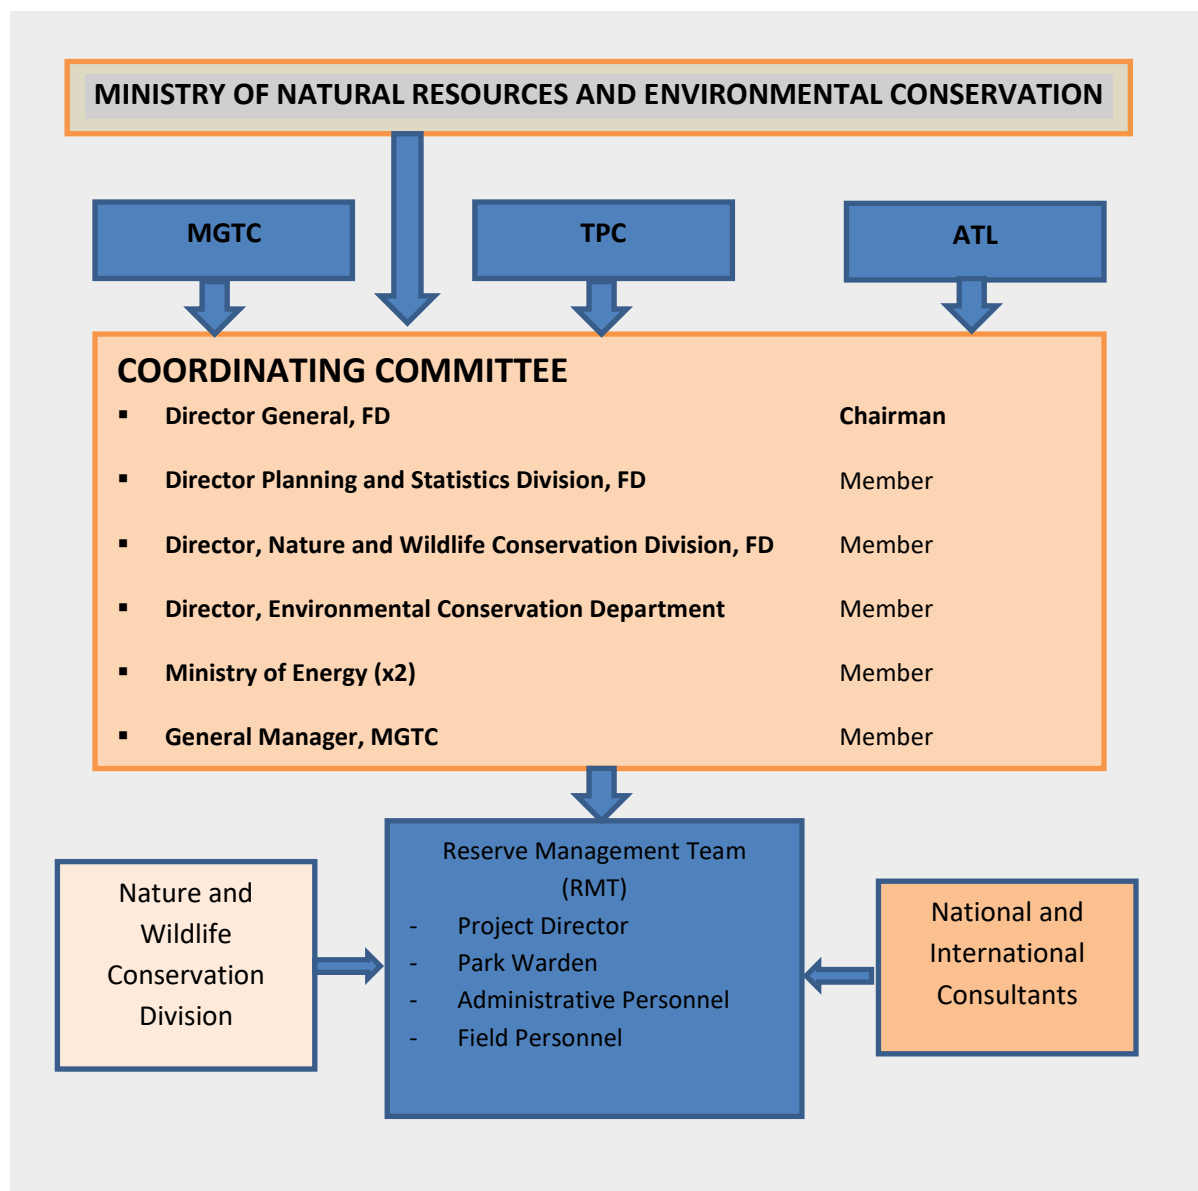 MINISTRY OF NATURAL RESOURCES AND ENVIRONMENTAL CONSERVATION
MGTC
TPC
ATL
COORDINATING COMMITTEE
▪ Director General, FD Chairman
▪ Director Planning and Statistics Division, FD Member
▪ Director, Nature and Wildlife Conservation Division, FD Member
▪ Director, Environmental Conservation Department Member
▪ Ministry of Energy (x2) Member
▪ General Manager, MGTC Member
Nature and
Wildlife
Conservation
Division
Reserve Management Team
(RMT)
- Project Director
- Park Warden
- Administrative Personnel
- Field Personnel
National and
International
Consultants